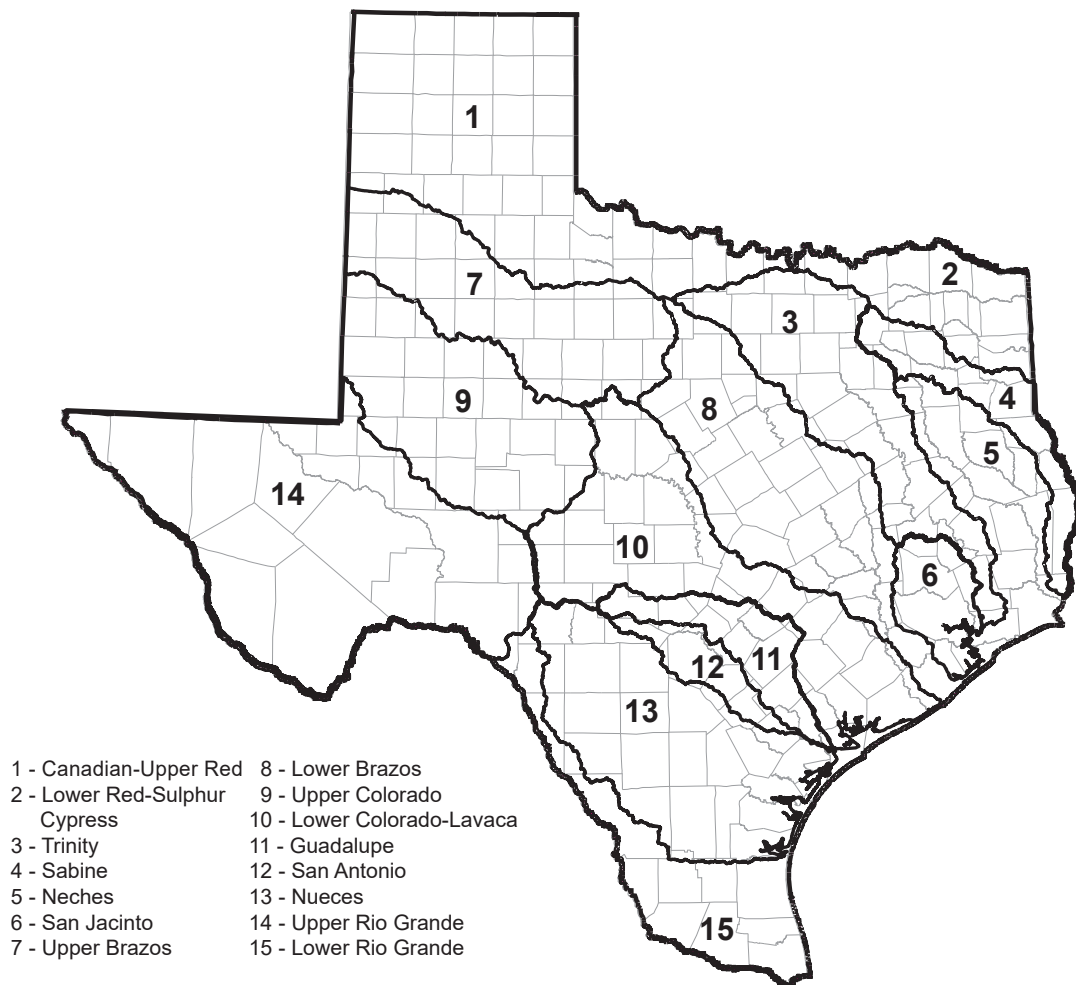 1
2
7
3
9
8
4
5
14
10
6
11
12
13
15
1 - Canadian-Upper Red
2 - Lower Red-Sulphur
Cypress
3 - Trinity
4 - Sabine
5 - Neches
6 - San Jacinto
7 - Upper Brazos
8 - Lower Brazos
9 - Upper Colorado
10 - Lower Colorado-Lavaca
11 - Guadalupe
12 - San Antonio
13 - Nueces
14 - Upper Rio Grande
15 - Lower Rio Grande